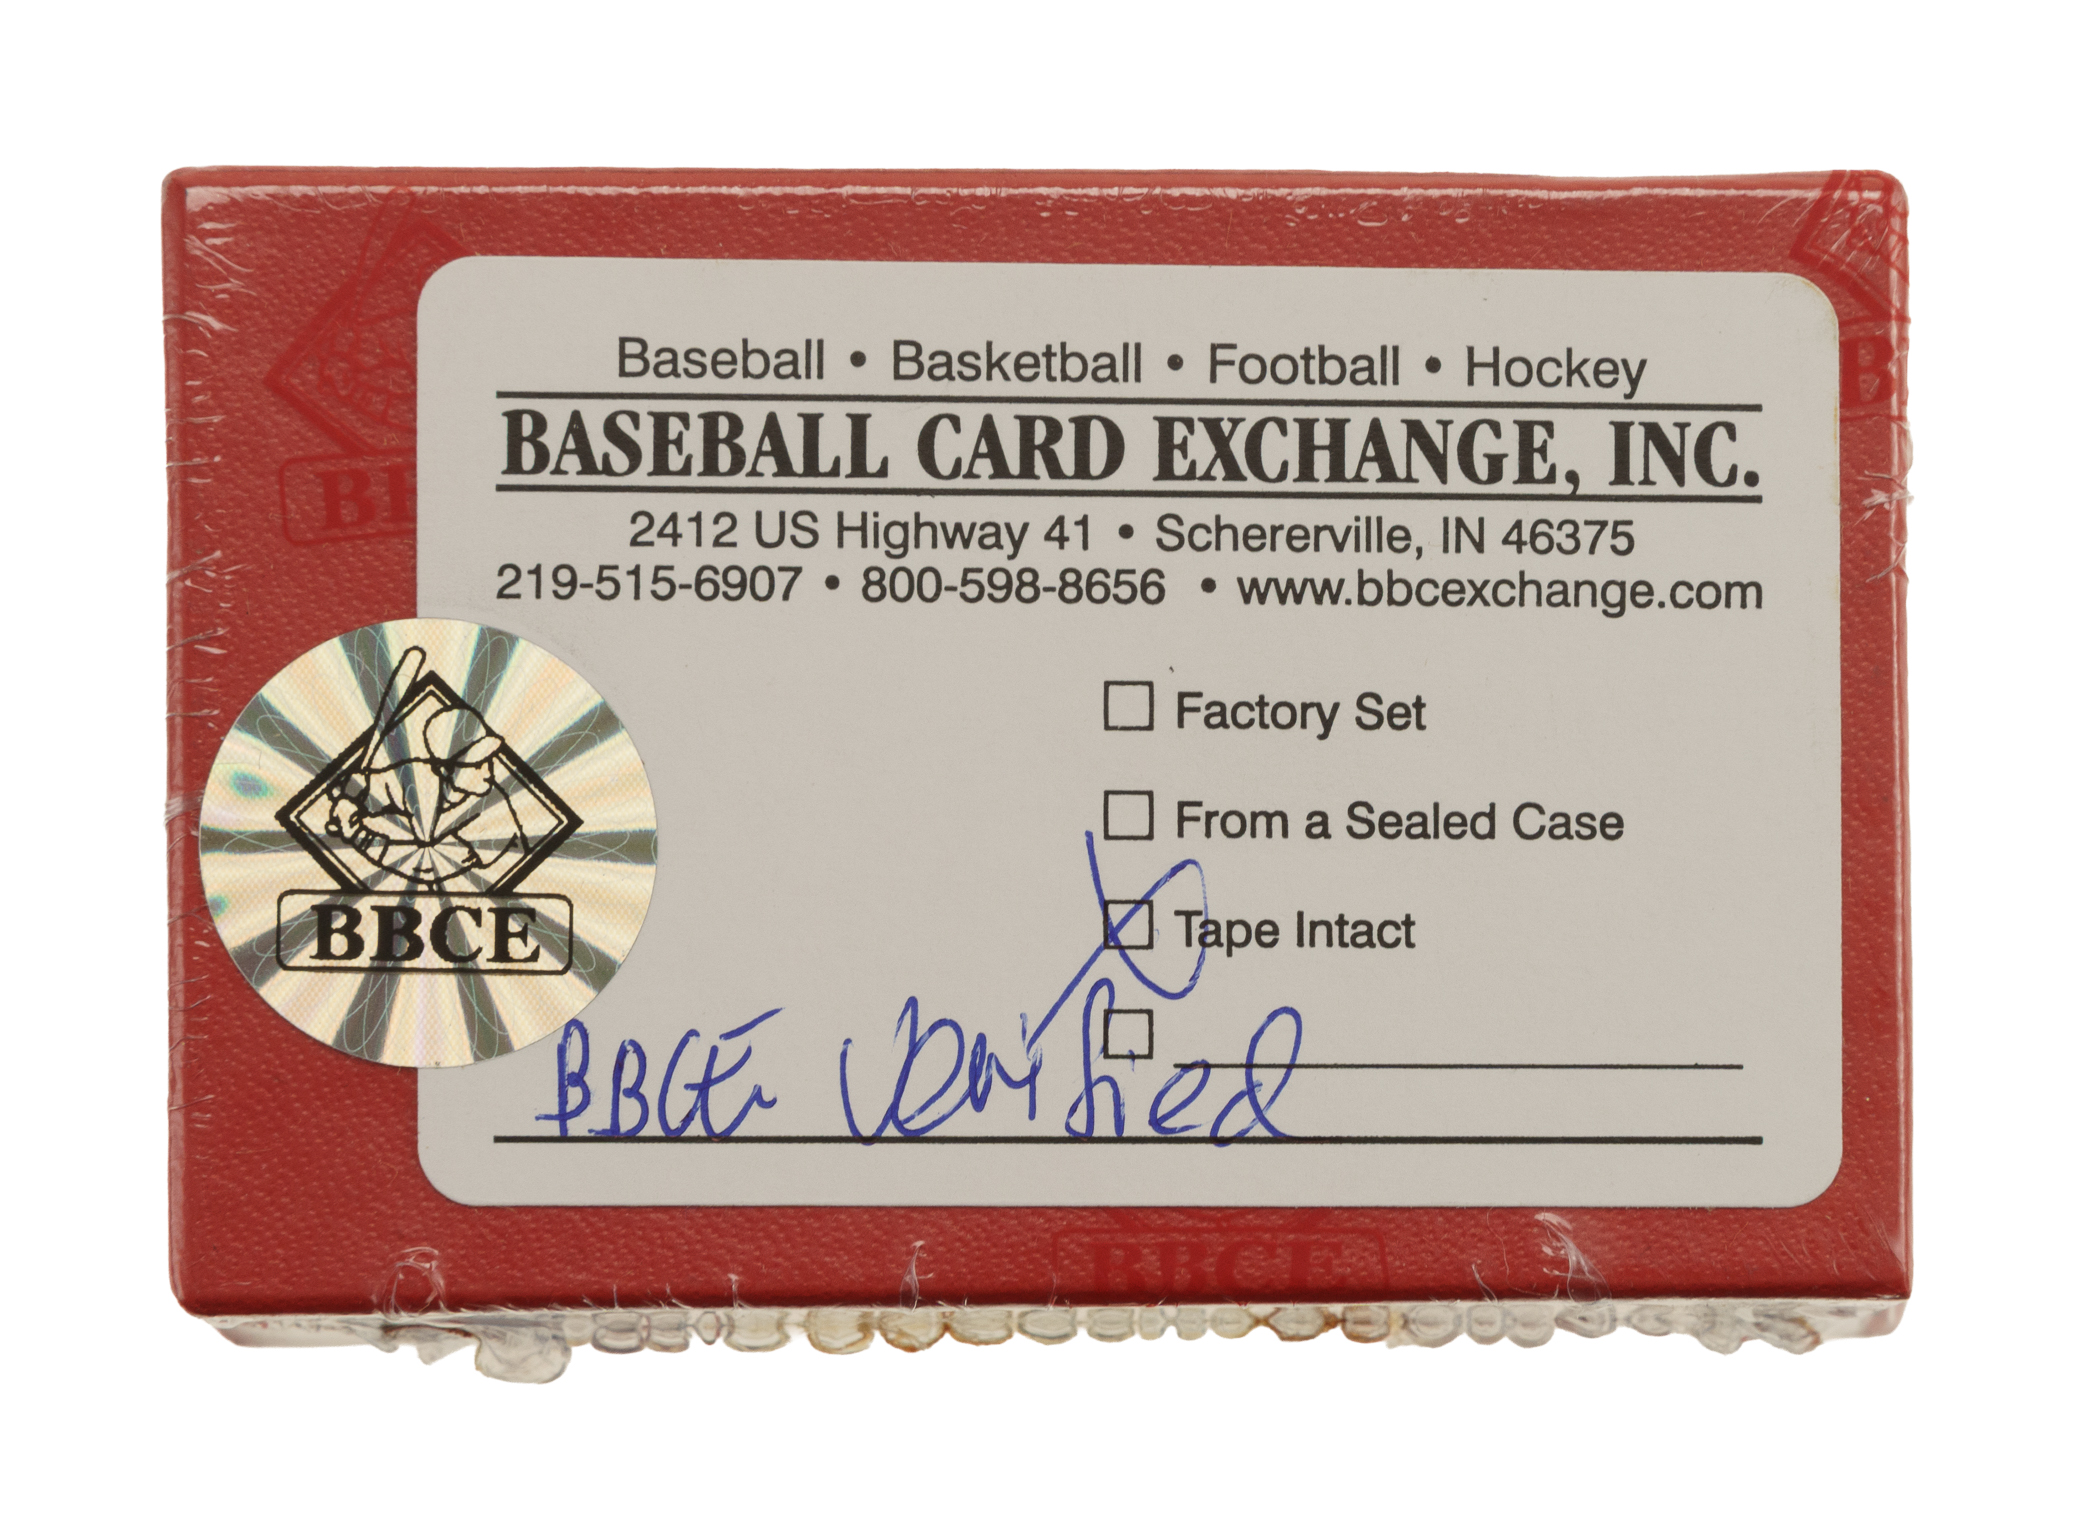 Baseball • Basketball • Football • Hockey
BASEBALL CARD EXCHANGE, INC.
2412 US Highway 41 • Schererville, IN 46375
219-515-6907 • 800-598-8656 • www.bbcexchange.com
Factory Set
From a Sealed Case
Tape Intact
BBCE Verified
BBCE
BBCE